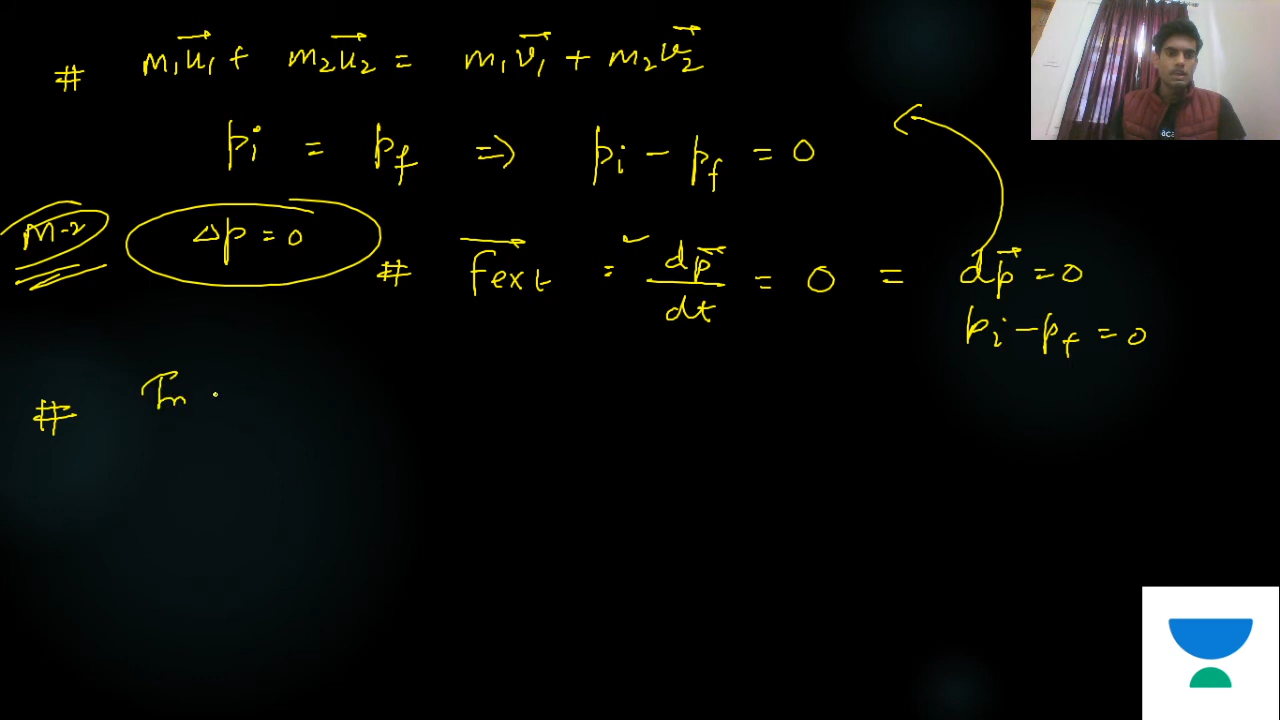 # m₁u⃗₁ + m₂u⃗₂ = m₁v⃗₁ + m₂v⃗₂
pᵢ = p_f ⇒ pᵢ - p_f = 0
M-2 Δp = 0
# F⃗ext = dp⃗/dt = 0 = dp⃗ = 0
pᵢ - p_f = 0
# In